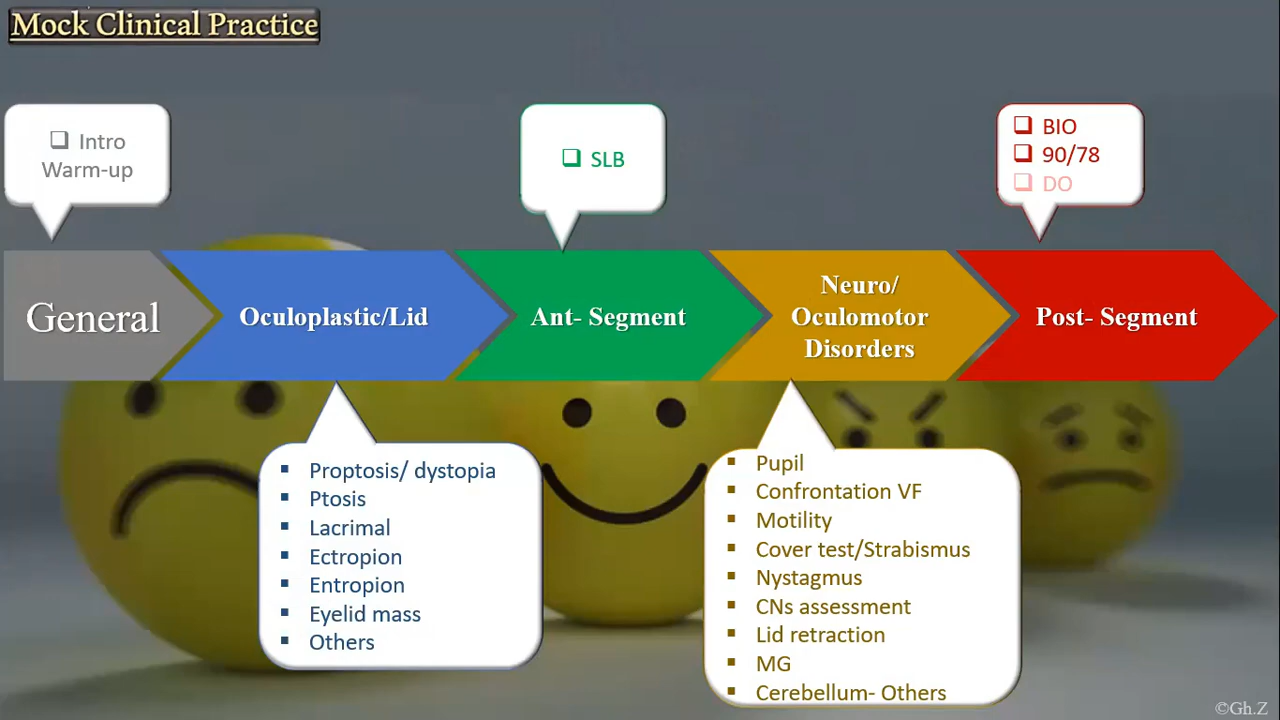 Mock Clinical Practice
❑ Intro
Warm-up
❑ SLB
❑ BIO
❑ 90/78
❑ DO
General
Oculoplastic/Lid
Ant- Segment
Neuro/
Oculomotor
Disorders
Post- Segment
▪ Proptosis/ dystopia
▪ Ptosis
▪ Lacrimal
▪ Ectropion
▪ Entropion
▪ Eyelid mass
▪ Others
▪ Pupil
▪ Confrontation VF
▪ Motility
▪ Cover test/Strabismus
▪ Nystagmus
▪ CNs assessment
▪ Lid retraction
▪ MG
▪ Cerebellum- Others
©Gh.Z